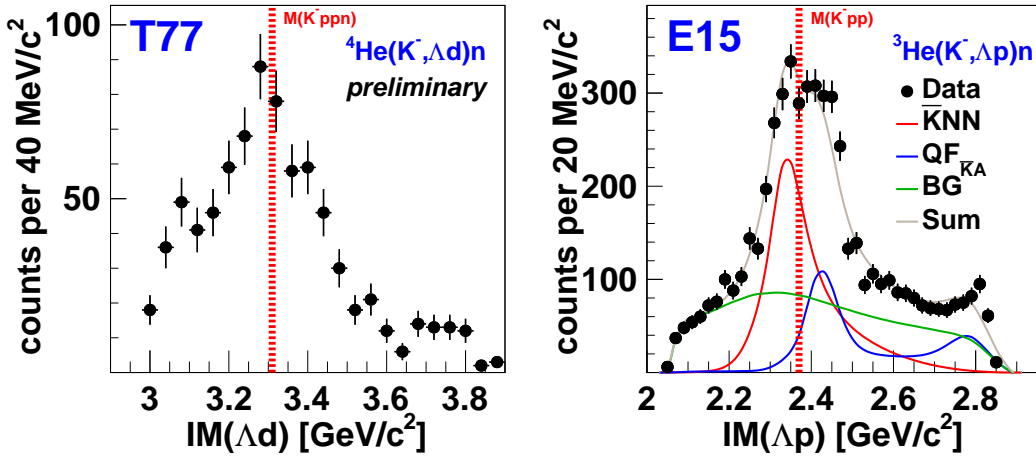 T77
M(K⁻ppn)
⁴He(K⁻,Λd)n
preliminary
counts per 40 MeV/c²
100
50
3
3.2
3.4
3.6
3.8
IM(Λd) [GeV/c²]
E15
M(K⁻pp)
³He(K⁻,Λp)n
Data
K̅NN
QF_K̅A
BG
Sum
counts per 20 MeV/c²
300
200
100
0
2
2.2
2.4
2.6
2.8
IM(Λp) [GeV/c²]